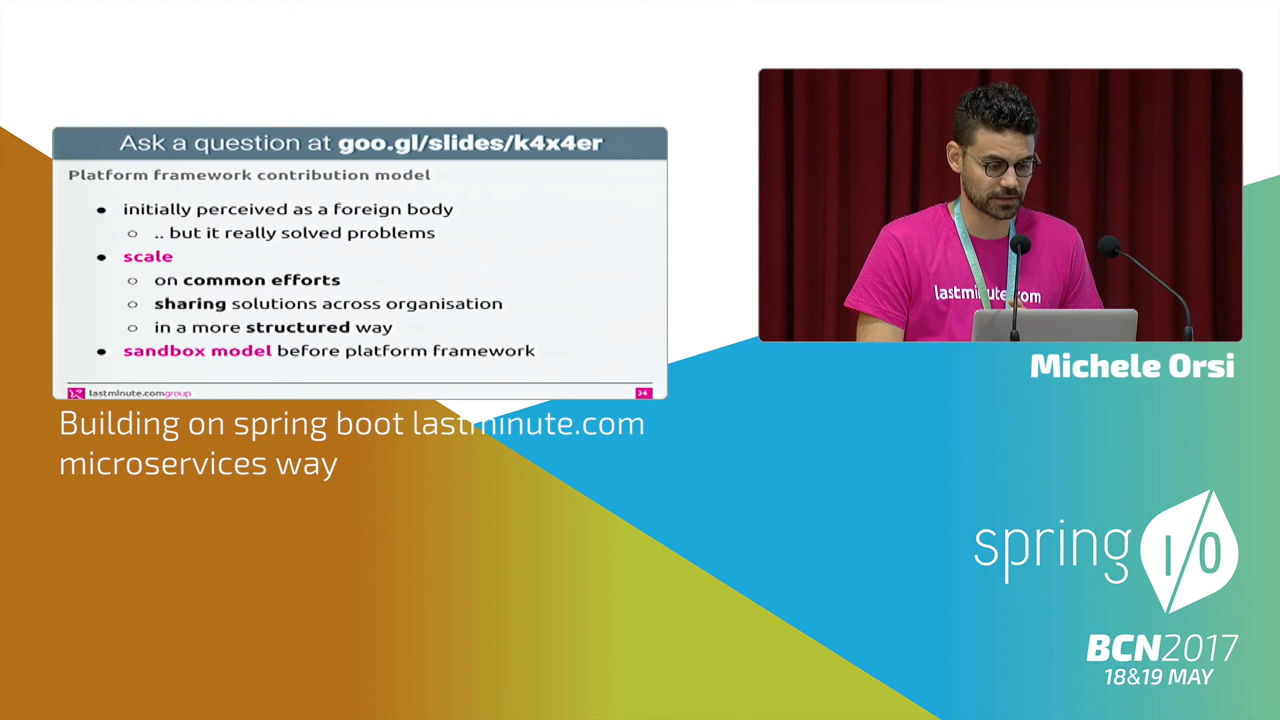 Ask a question at goo.gl/slides/k4x4er
Platform framework contribution model
● initially perceived as a foreign body
○ .. but it really solved problems
● scale
○ on common efforts
○ sharing solutions across organisation
○ in a more structured way
● sandbox model before platform framework
lastminute.comgroup
34
Building on spring boot lastminute.com
microservices way
lastminute.com
Michele Orsi
spring I/O
BCN2017
18&19 MAY